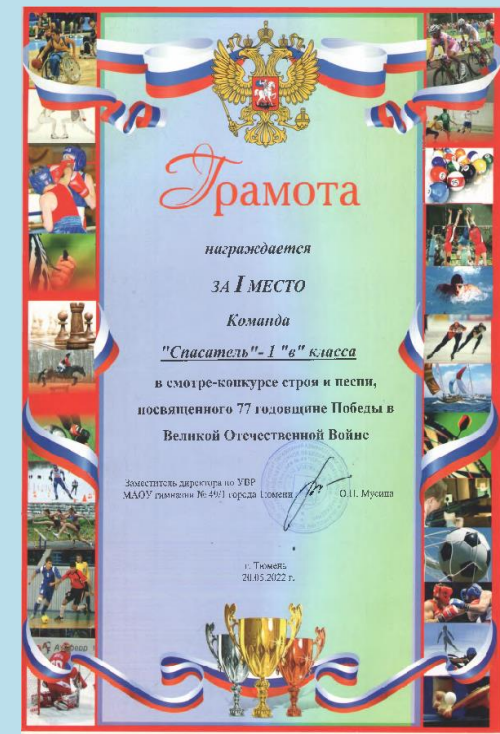 Грамота
награждается
ЗА I МЕСТО
Команда
"Спасатель"- 1 "в" класса
в смотре-конкурсе строя и песни,
посвященного 77 годовщине Победы в
Великой Отечественной Войне
Заместитель директора по УВР
МАОУ гимназии № 49/1 города Тюмени
О.П. Мусина
г. Тюмень
20.05.2022 г.